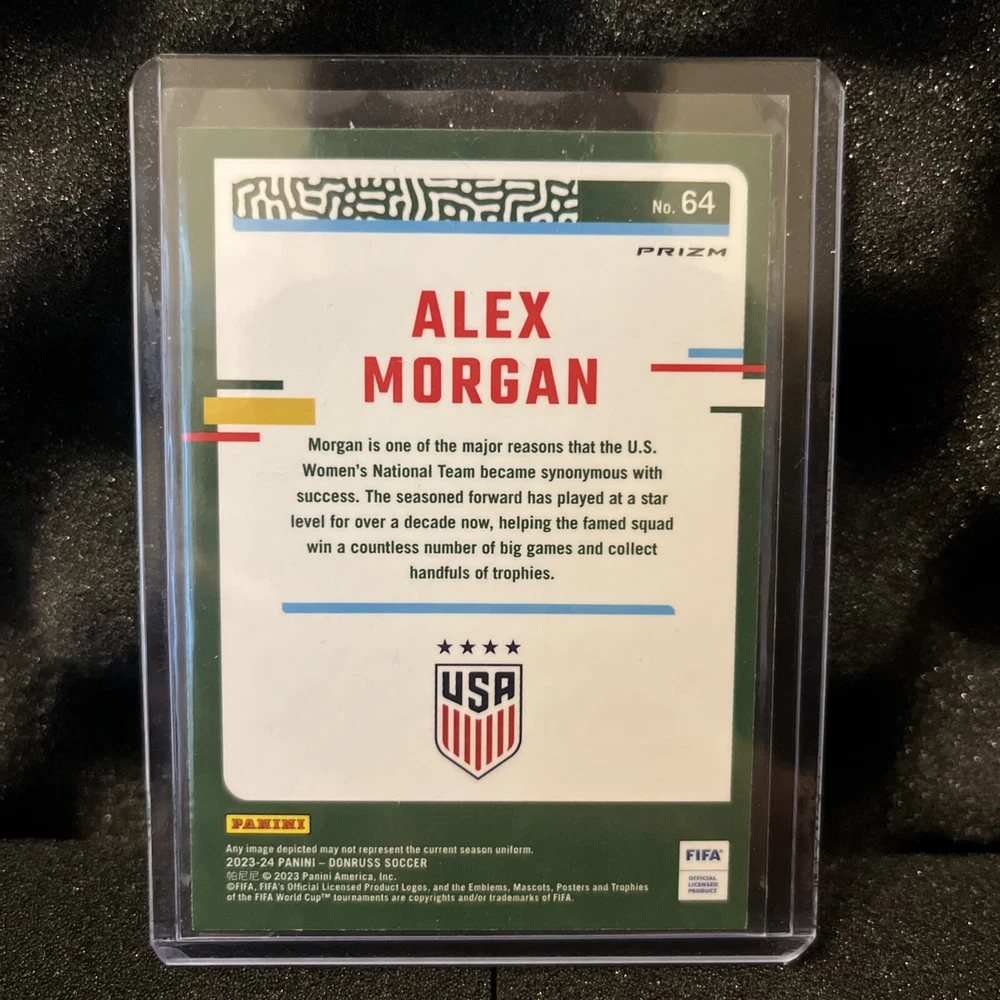 No. 64
PRIZM
ALEX
MORGAN
Morgan is one of the major reasons that the U.S.
Women's National Team became synonymous with
success. The seasoned forward has played at a star
level for over a decade now, helping the famed squad
win a countless number of big games and collect
handfuls of trophies.
USA
PANINI
Any image depicted may not represent the current season uniform.
2023-24 PANINI – DONRUSS SOCCER
帕尼尼 © 2023 Panini America, Inc.
©FIFA, FIFA's Official Licensed Product Logos, and the Emblems, Mascots, Posters and Trophies
of the FIFA World Cup™ tournaments are copyrights and/or trademarks of FIFA.
FIFA®
OFFICIAL
LICENSED
PRODUCT